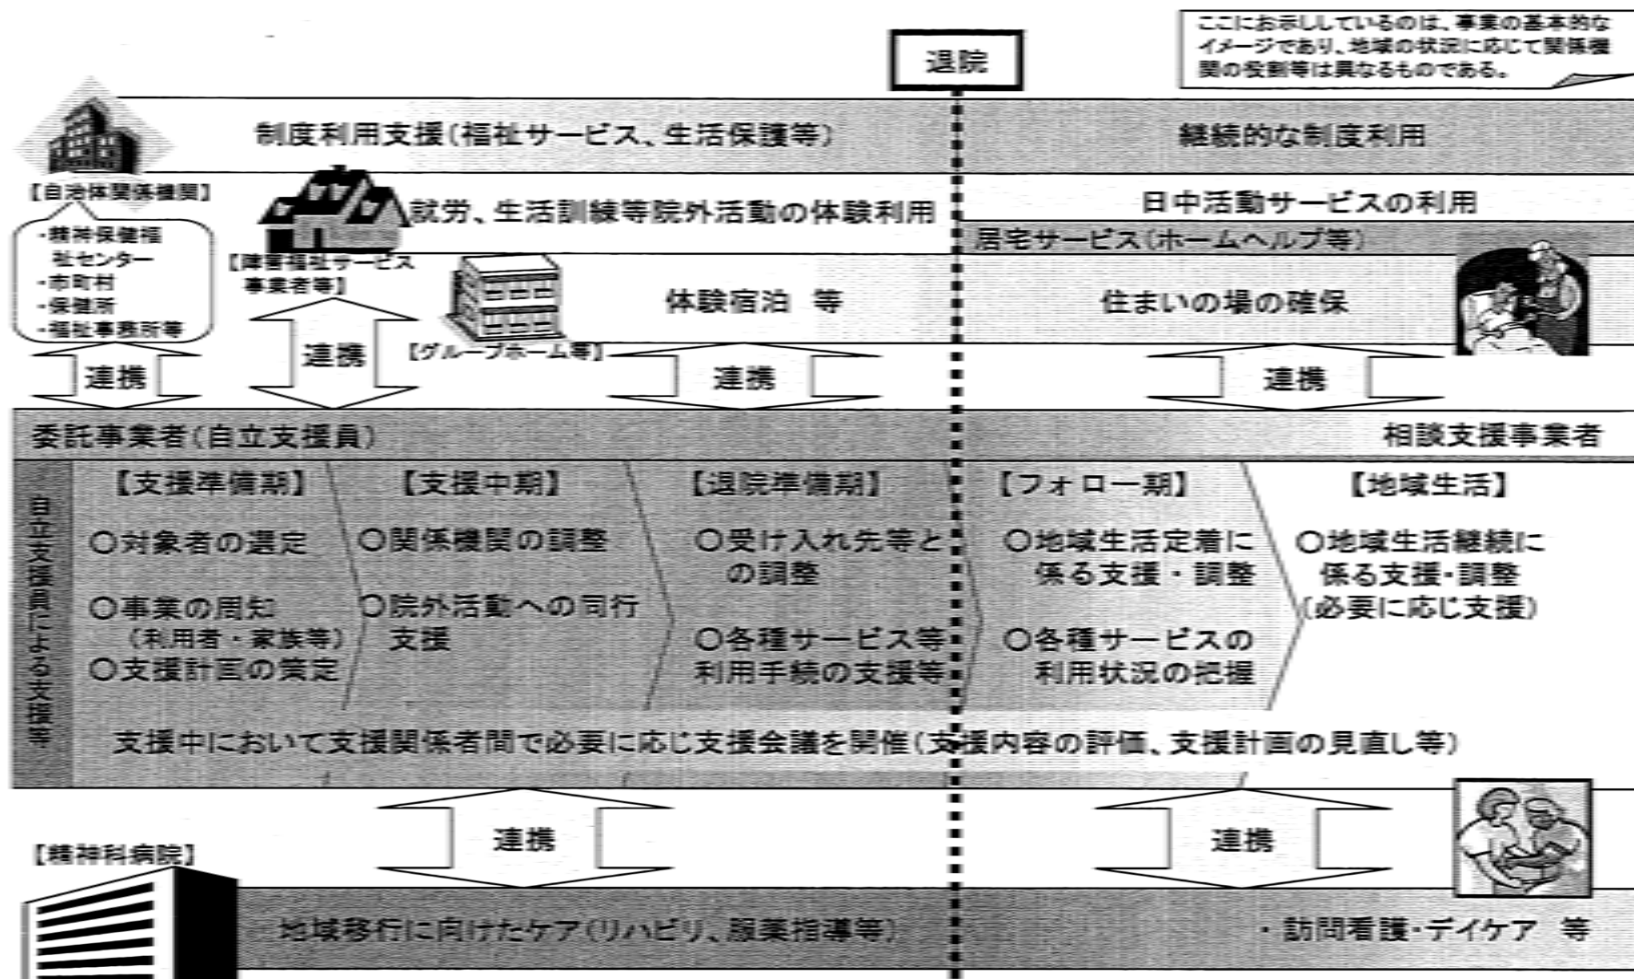 退院
ここにお示ししているのは、事業の基本的な
イメージであり、地域の状況に応じて関係機
関の役割等は異なるものである。
制度利用支援(福祉サービス、生活保護等)
継続的な制度利用
【自治体関係機関】
・精神保健福
祉センター
・市町村
・保健所
・福祉事務所等
就労、生活訓練等院外活動の体験利用
日中活動サービスの利用
居宅サービス(ホームヘルプ等)
【障害福祉サービス
事業者等】
体験宿泊 等
住まいの場の確保
【グループホーム等】
連携
連携
連携
連携
委託事業者(自立支援員)
相談支援事業者
自立支援員による支援等
【支援準備期】
○対象者の選定
○事業の周知
(利用者・家族等)
○支援計画の策定
【支援中期】
○関係機関の調整
○院外活動への同行
支援
【退院準備期】
○受け入れ先等と
の調整
○各種サービス等
利用手続の支援等
【フォロー期】
○地域生活定着に
係る支援・調整
○各種サービスの
利用状況の把握
【地域生活】
○地域生活継続に
係る支援・調整
(必要に応じ支援)
支援中において支援関係者間で必要に応じ支援会議を開催(支援内容の評価、支援計画の見直し等)
連携
連携
【精神科病院】
地域移行に向けたケア(リハビリ、服薬指導等)
・訪問看護・デイケア 等